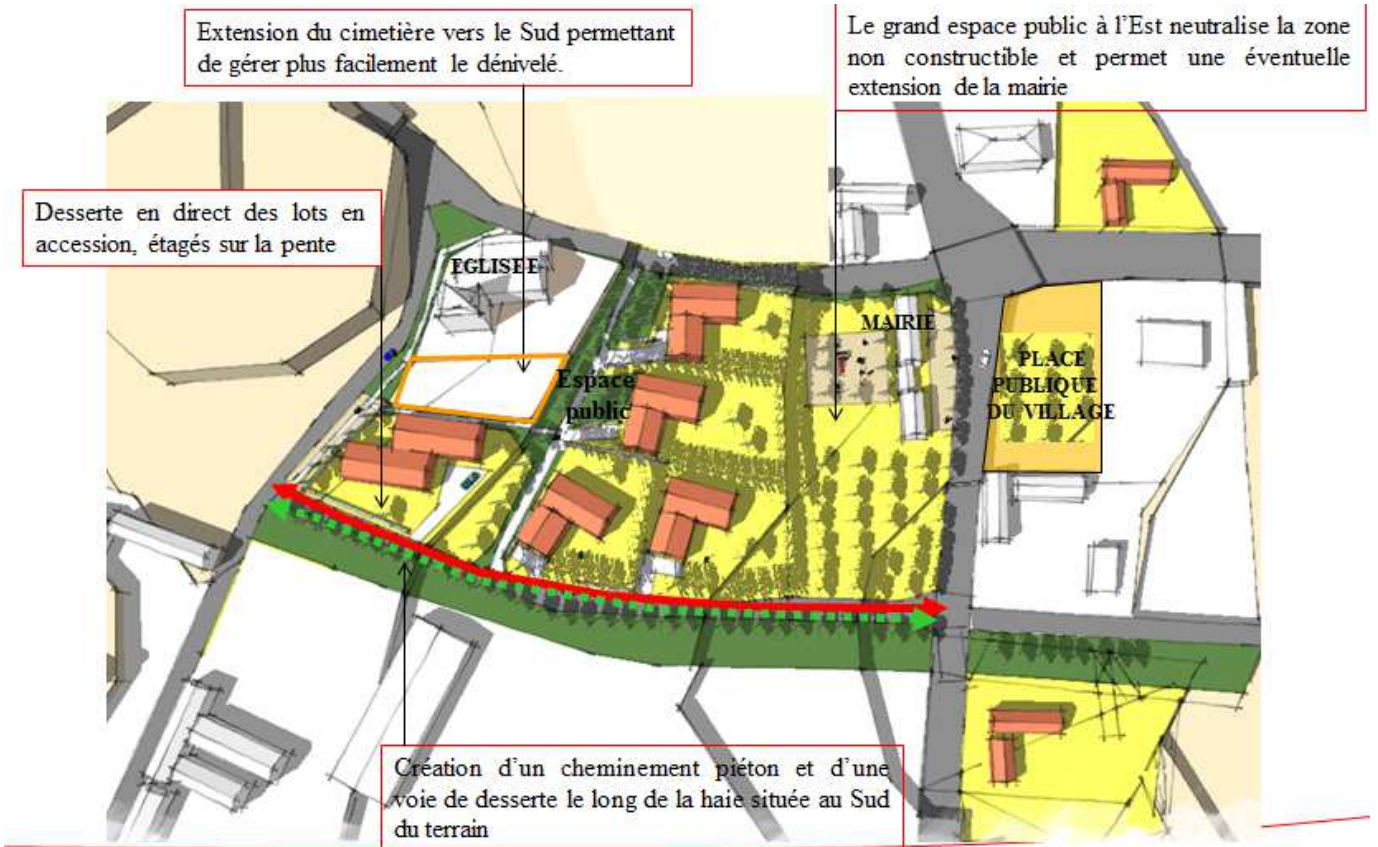 Extension du cimetière vers le Sud permettant
de gérer plus facilement le dénivelé.
Le grand espace public à l'Est neutralise la zone
non constructible et permet une éventuelle
extension de la mairie
Desserte en direct des lots en
accession, étagés sur la pente
EGLISEE
MAIRIE
Espace
public
PLACE
PUBLIQUE
DU VILLAGE
Création d'un cheminement piéton et d'une
voie de desserte le long de la haie située au Sud
du terrain